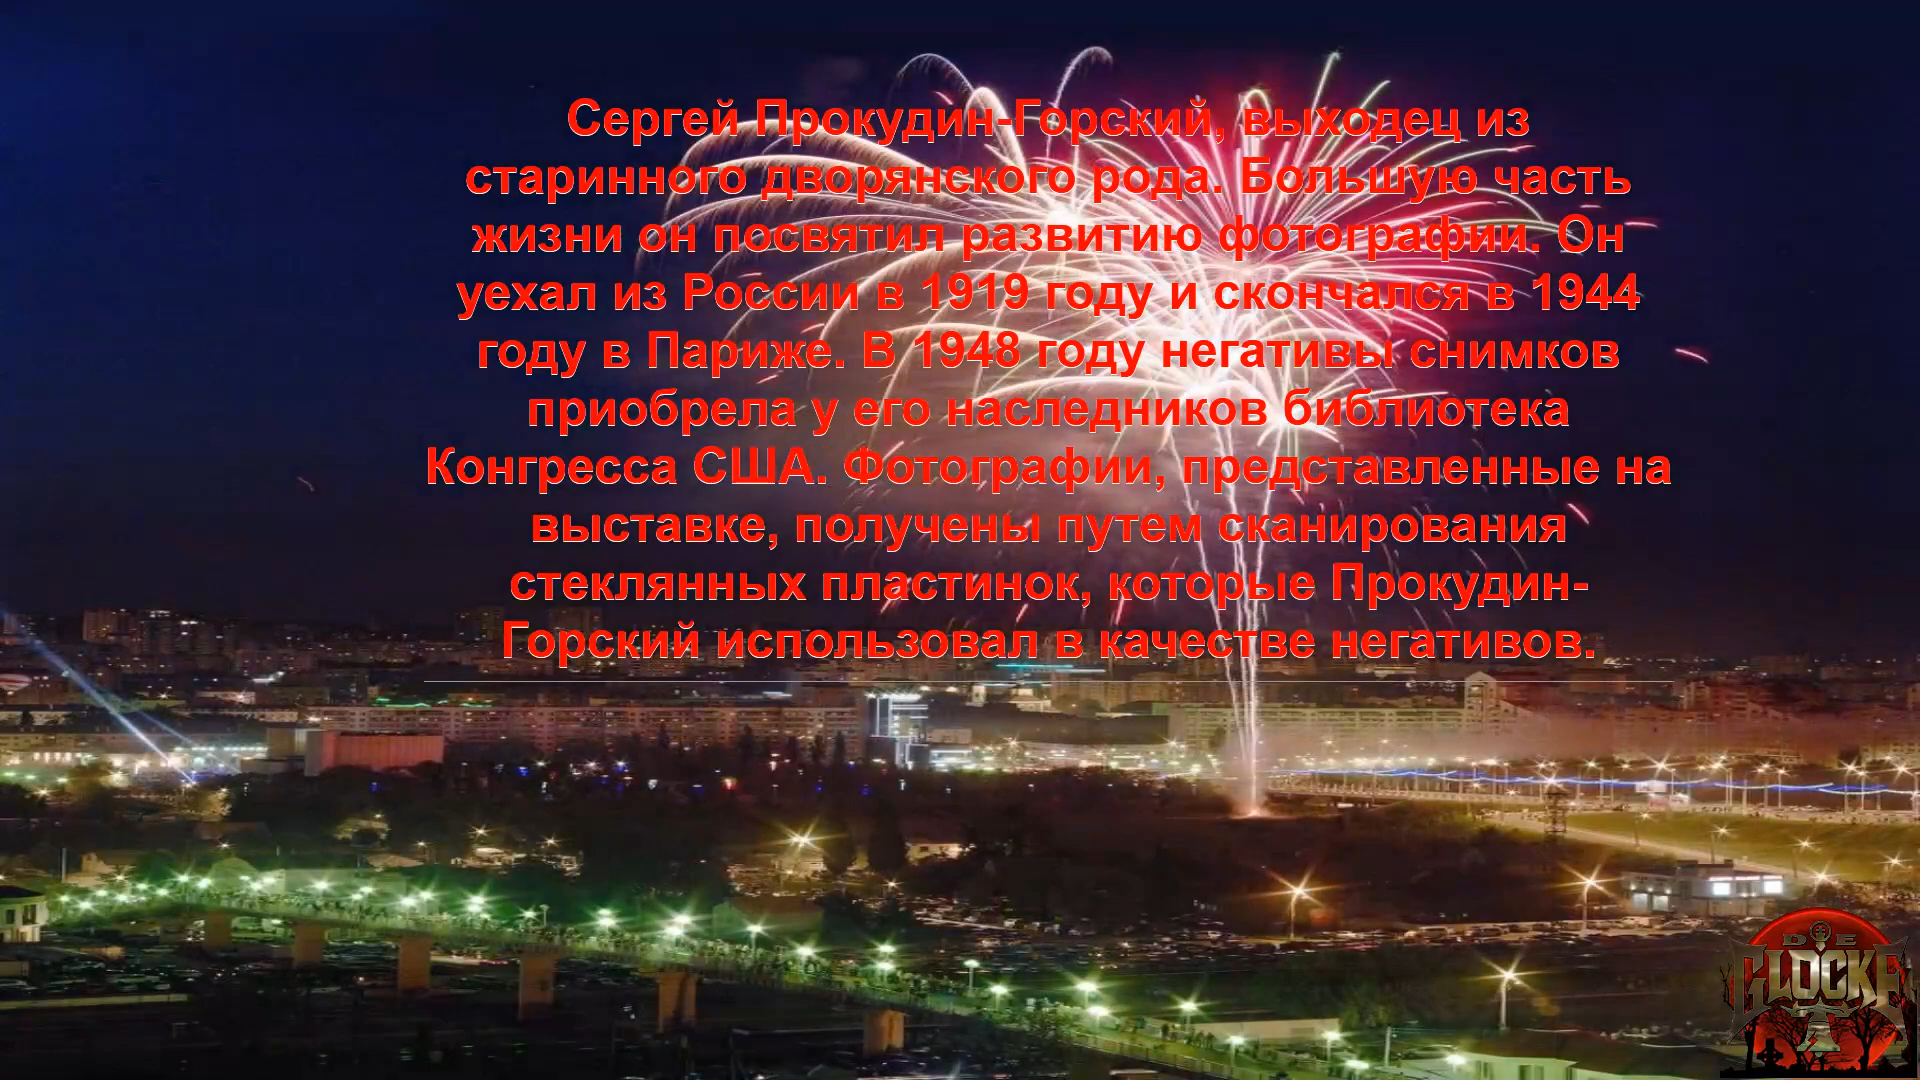 Сергей Прокудин-Горский, выходец из
старинного дворянского рода. Большую часть
жизни он посвятил развитию фотографии. Он
уехал из России в 1919 году и скончался в 1944
году в Париже. В 1948 году негативы снимков
приобрела у его наследников библиотека
Конгресса США. Фотографии, представленные на
выставке, получены путем сканирования
стеклянных пластинок, которые Прокудин-
Горский использовал в качестве негативов.
DIE
GLOCKE